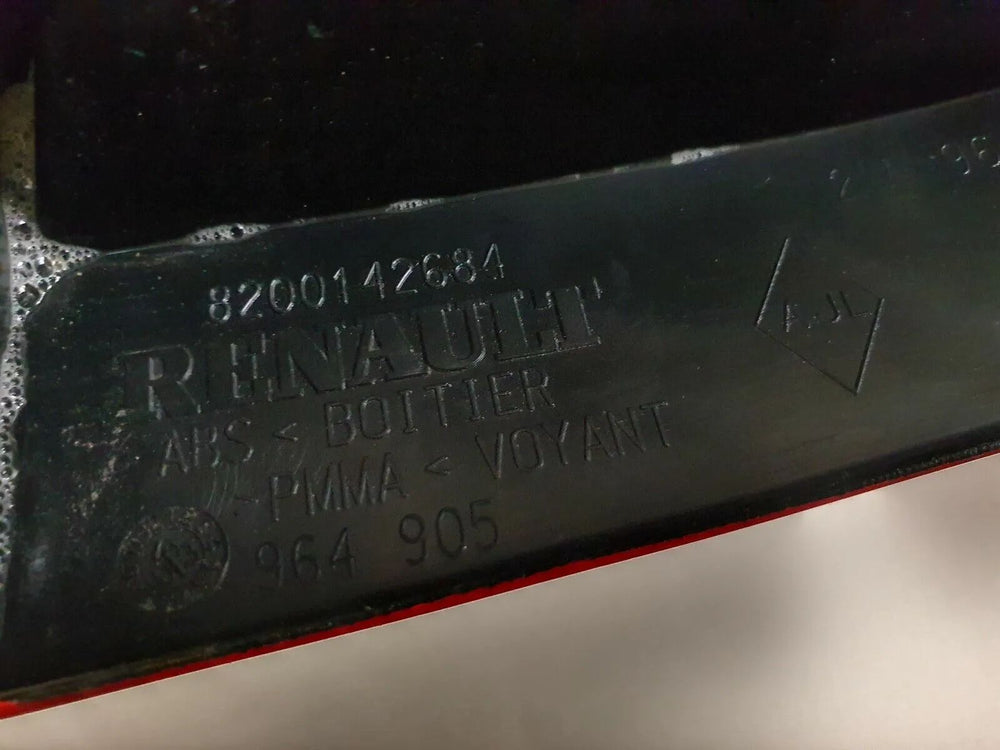 8200142684
RENAULT
ABS < BOITIER
PMMA < VOYANT
964 905